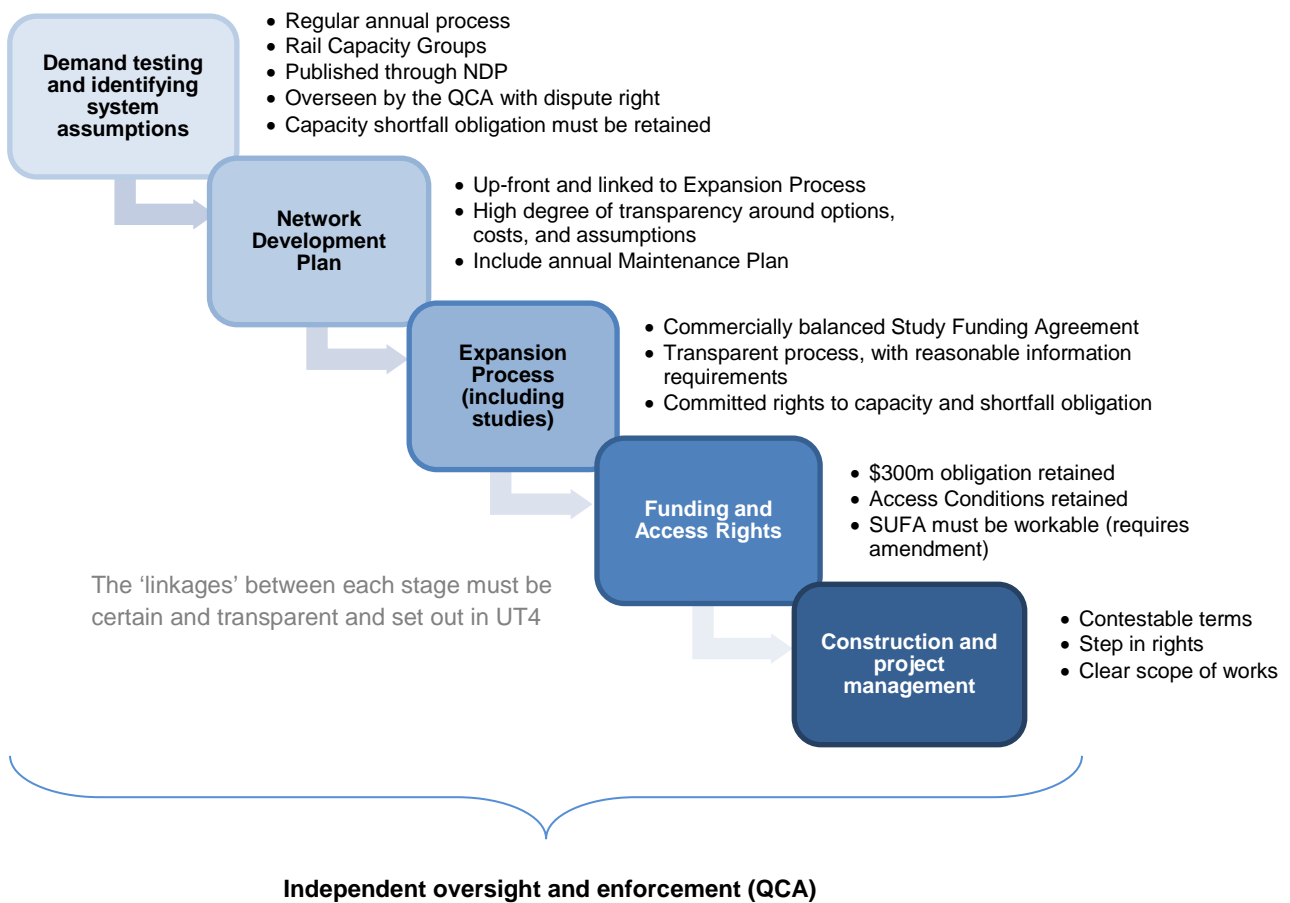 Demand testing
and identifying
system
assumptions
• Regular annual process
• Rail Capacity Groups
• Published through NDP
• Overseen by the QCA with dispute right
• Capacity shortfall obligation must be retained
Network
Development
Plan
• Up-front and linked to Expansion Process
• High degree of transparency around options,
costs, and assumptions
• Include annual Maintenance Plan
Expansion
Process
(including
studies)
• Commercially balanced Study Funding Agreement
• Transparent process, with reasonable information
requirements
• Committed rights to capacity and shortfall obligation
Funding and
Access Rights
• $300m obligation retained
• Access Conditions retained
• SUFA must be workable (requires
amendment)
The ‘linkages’ between each stage must be
certain and transparent and set out in UT4
Construction and
project
management
• Contestable terms
• Step in rights
• Clear scope of works
Independent oversight and enforcement (QCA)